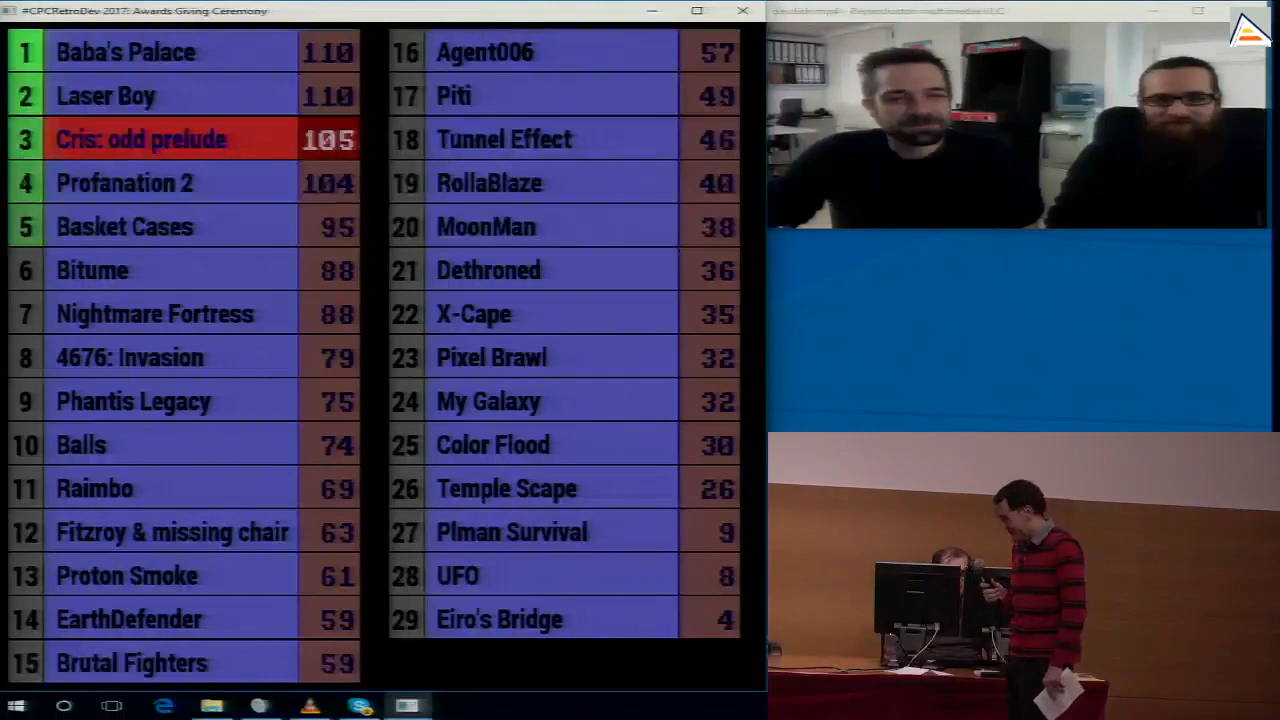 #CPCRetroDev 2017: Awards Giving Ceremony
1 Baba's Palace 110
2 Laser Boy 110
3 Cris: odd prelude 105
4 Profanation 2 104
5 Basket Cases 95
6 Bitume 88
7 Nightmare Fortress 88
8 4676: Invasion 79
9 Phantis Legacy 75
10 Balls 74
11 Raimbo 69
12 Fitzroy & missing chair 63
13 Proton Smoke 61
14 EarthDefender 59
15 Brutal Fighters 59
16 Agent006 57
17 Piti 49
18 Tunnel Effect 46
19 RollaBlaze 40
20 MoonMan 38
21 Dethroned 36
22 X-Cape 35
23 Pixel Brawl 32
24 My Galaxy 32
25 Color Flood 30
26 Temple Scape 26
27 Plman Survival 9
28 UFO 8
29 Eiro's Bridge 4